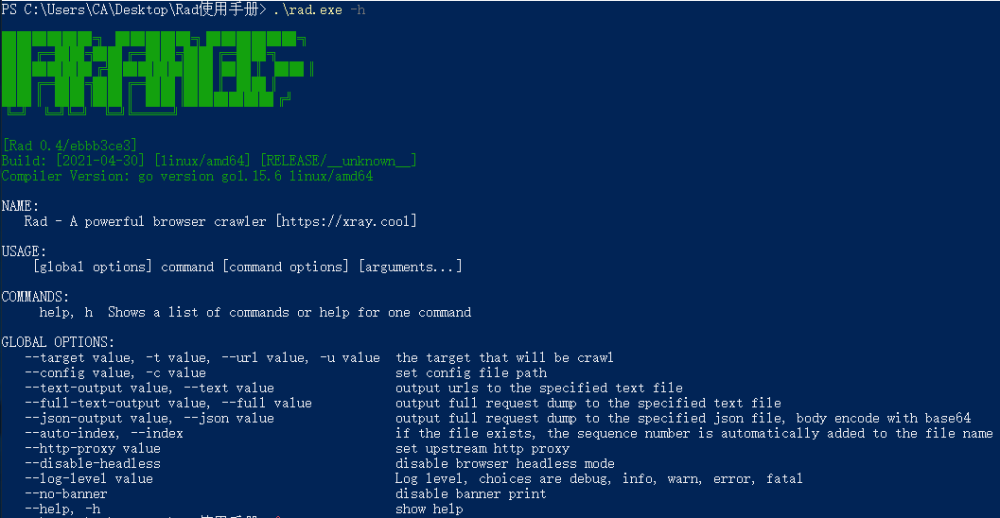 PS C:\Users\CA\Desktop\Rad使用手册> .\rad.exe -h
RAD
[Rad 0.4/ebbb3ce3]
Build: [2021-04-30] [linux/amd64] [RELEASE/__unknown__]
Compiler Version: go version go1.15.6 linux/amd64
NAME:
Rad - A powerful browser crawler [https://xray.cool]
USAGE:
[global options] command [command options] [arguments...]
COMMANDS:
help, h  Shows a list of commands or help for one command
GLOBAL OPTIONS:
--target value, -t value, --url value, -u value  the target that will be crawl
--config value, -c value  set config file path
--text-output value, --text value  output urls to the specified text file
--full-text-output value, --full value  output full request dump to the specified text file
--json-output value, --json value  output full request dump to the specified json file, body encode with base64
--auto-index, --index  if the file exists, the sequence number is automatically added to the file name
--http-proxy value  set upstream http proxy
--disable-headless  disable browser headless mode
--log-level value  Log level, choices are debug, info, warn, error, fatal
--no-banner  disable banner print
--help, -h  show help